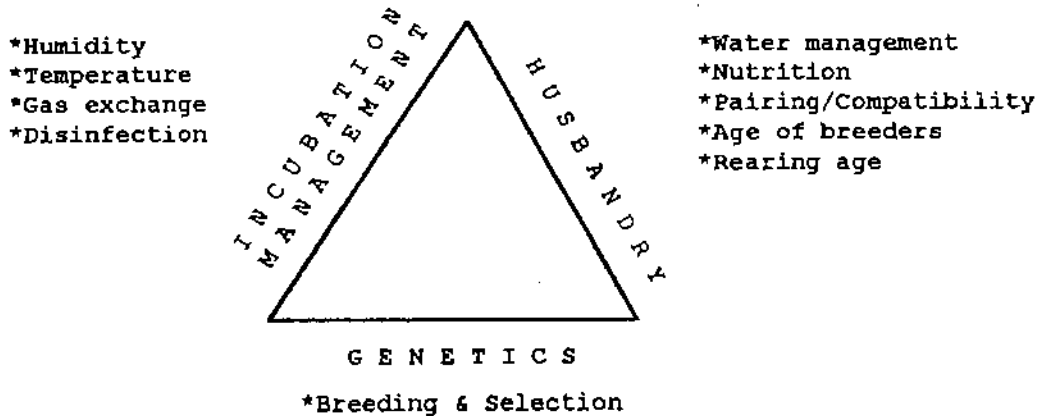 *Humidity
*Temperature
*Gas exchange
*Disinfection
INCUBATION
MANAGEMENT
HUSBANDRY
*Water management
*Nutrition
*Pairing/Compatibility
*Age of breeders
*Rearing age
GENETICS
*Breeding & Selection